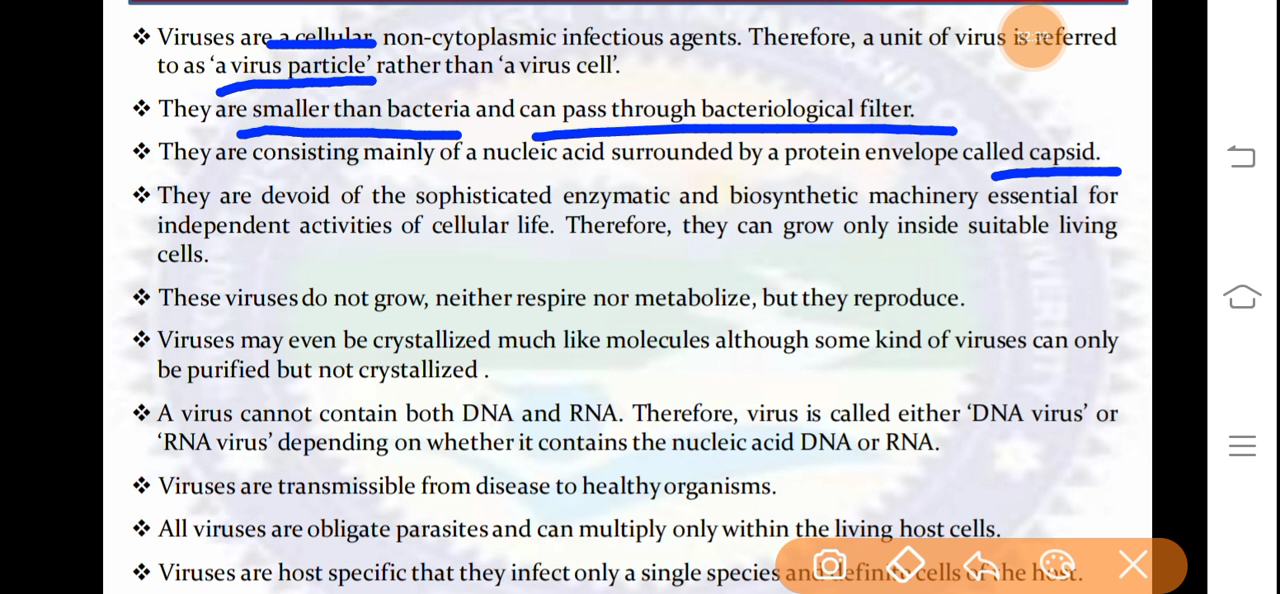 ❖ Viruses are a cellular, non-cytoplasmic infectious agents. Therefore, a unit of virus is referred
to as ‘a virus particle’ rather than ‘a virus cell’.
❖ They are smaller than bacteria and can pass through bacteriological filter.
❖ They are consisting mainly of a nucleic acid surrounded by a protein envelope called capsid.
❖ They are devoid of the sophisticated enzymatic and biosynthetic machinery essential for
independent activities of cellular life. Therefore, they can grow only inside suitable living
cells.
❖ These viruses do not grow, neither respire nor metabolize, but they reproduce.
❖ Viruses may even be crystallized much like molecules although some kind of viruses can only
be purified but not crystallized .
❖ A virus cannot contain both DNA and RNA. Therefore, virus is called either ‘DNA virus’ or
‘RNA virus’ depending on whether it contains the nucleic acid DNA or RNA.
❖ Viruses are transmissible from disease to healthy organisms.
❖ All viruses are obligate parasites and can multiply only within the living host cells.
❖ Viruses are host specific that they infect only a single species and definite cells of the host.